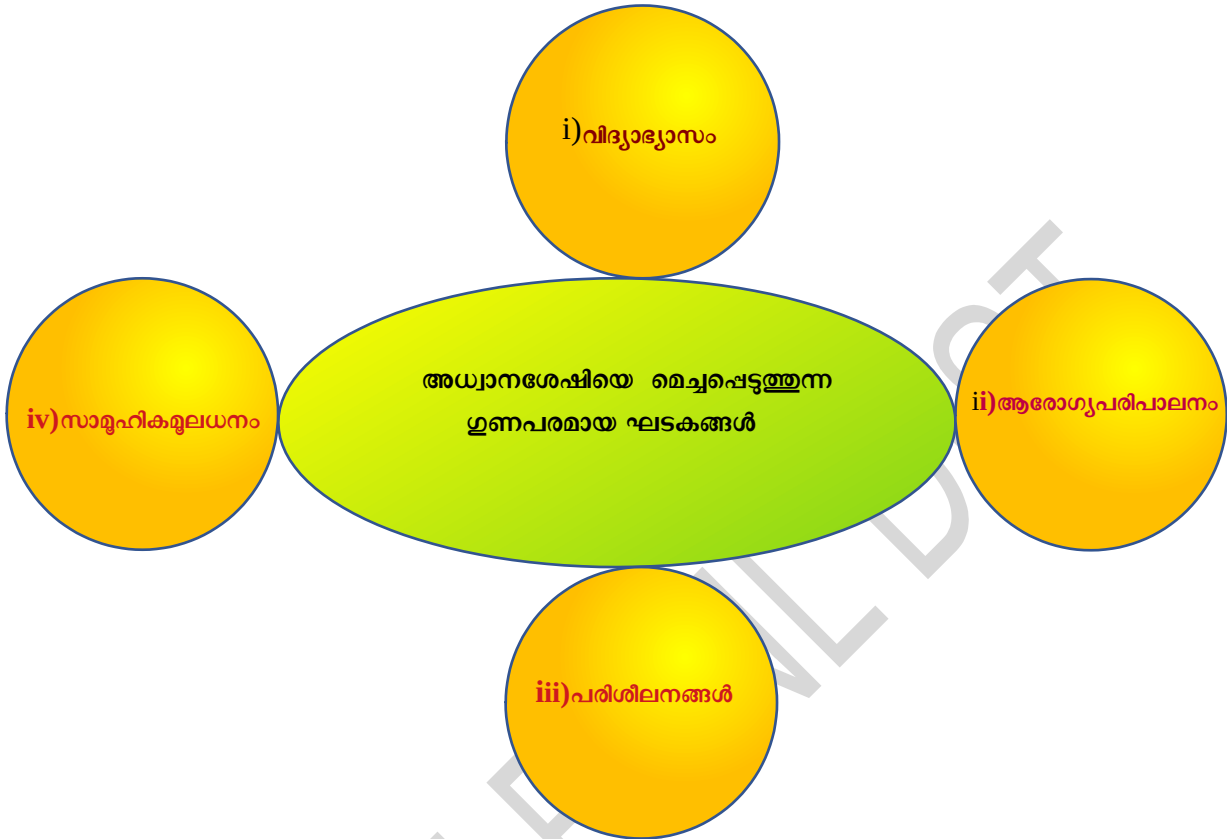 i)വിദ്യാഭ്യാസം
അധ്വാനശേഷിയെ മെച്ചപ്പെടുത്തുന്ന
ഗുണപരമായ ഘടകങ്ങൾ
iv)സാമൂഹികമൂലധനം
ii)ആരോഗ്യപരിപാലനം
iii)പരിശീലനങ്ങൾ